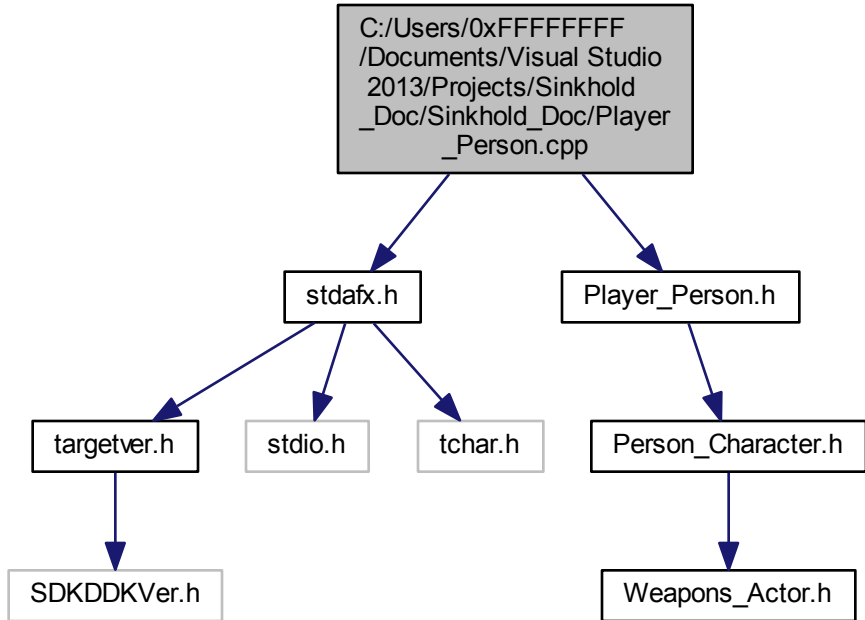 C:/Users/0xFFFFFFFF
/Documents/Visual Studio
2013/Projects/Sinkhold
_Doc/Sinkhold_Doc/Player
_Person.cpp
stdafx.h
Player_Person.h
targetver.h
stdio.h
tchar.h
Person_Character.h
SDKDDKVer.h
Weapons_Actor.h